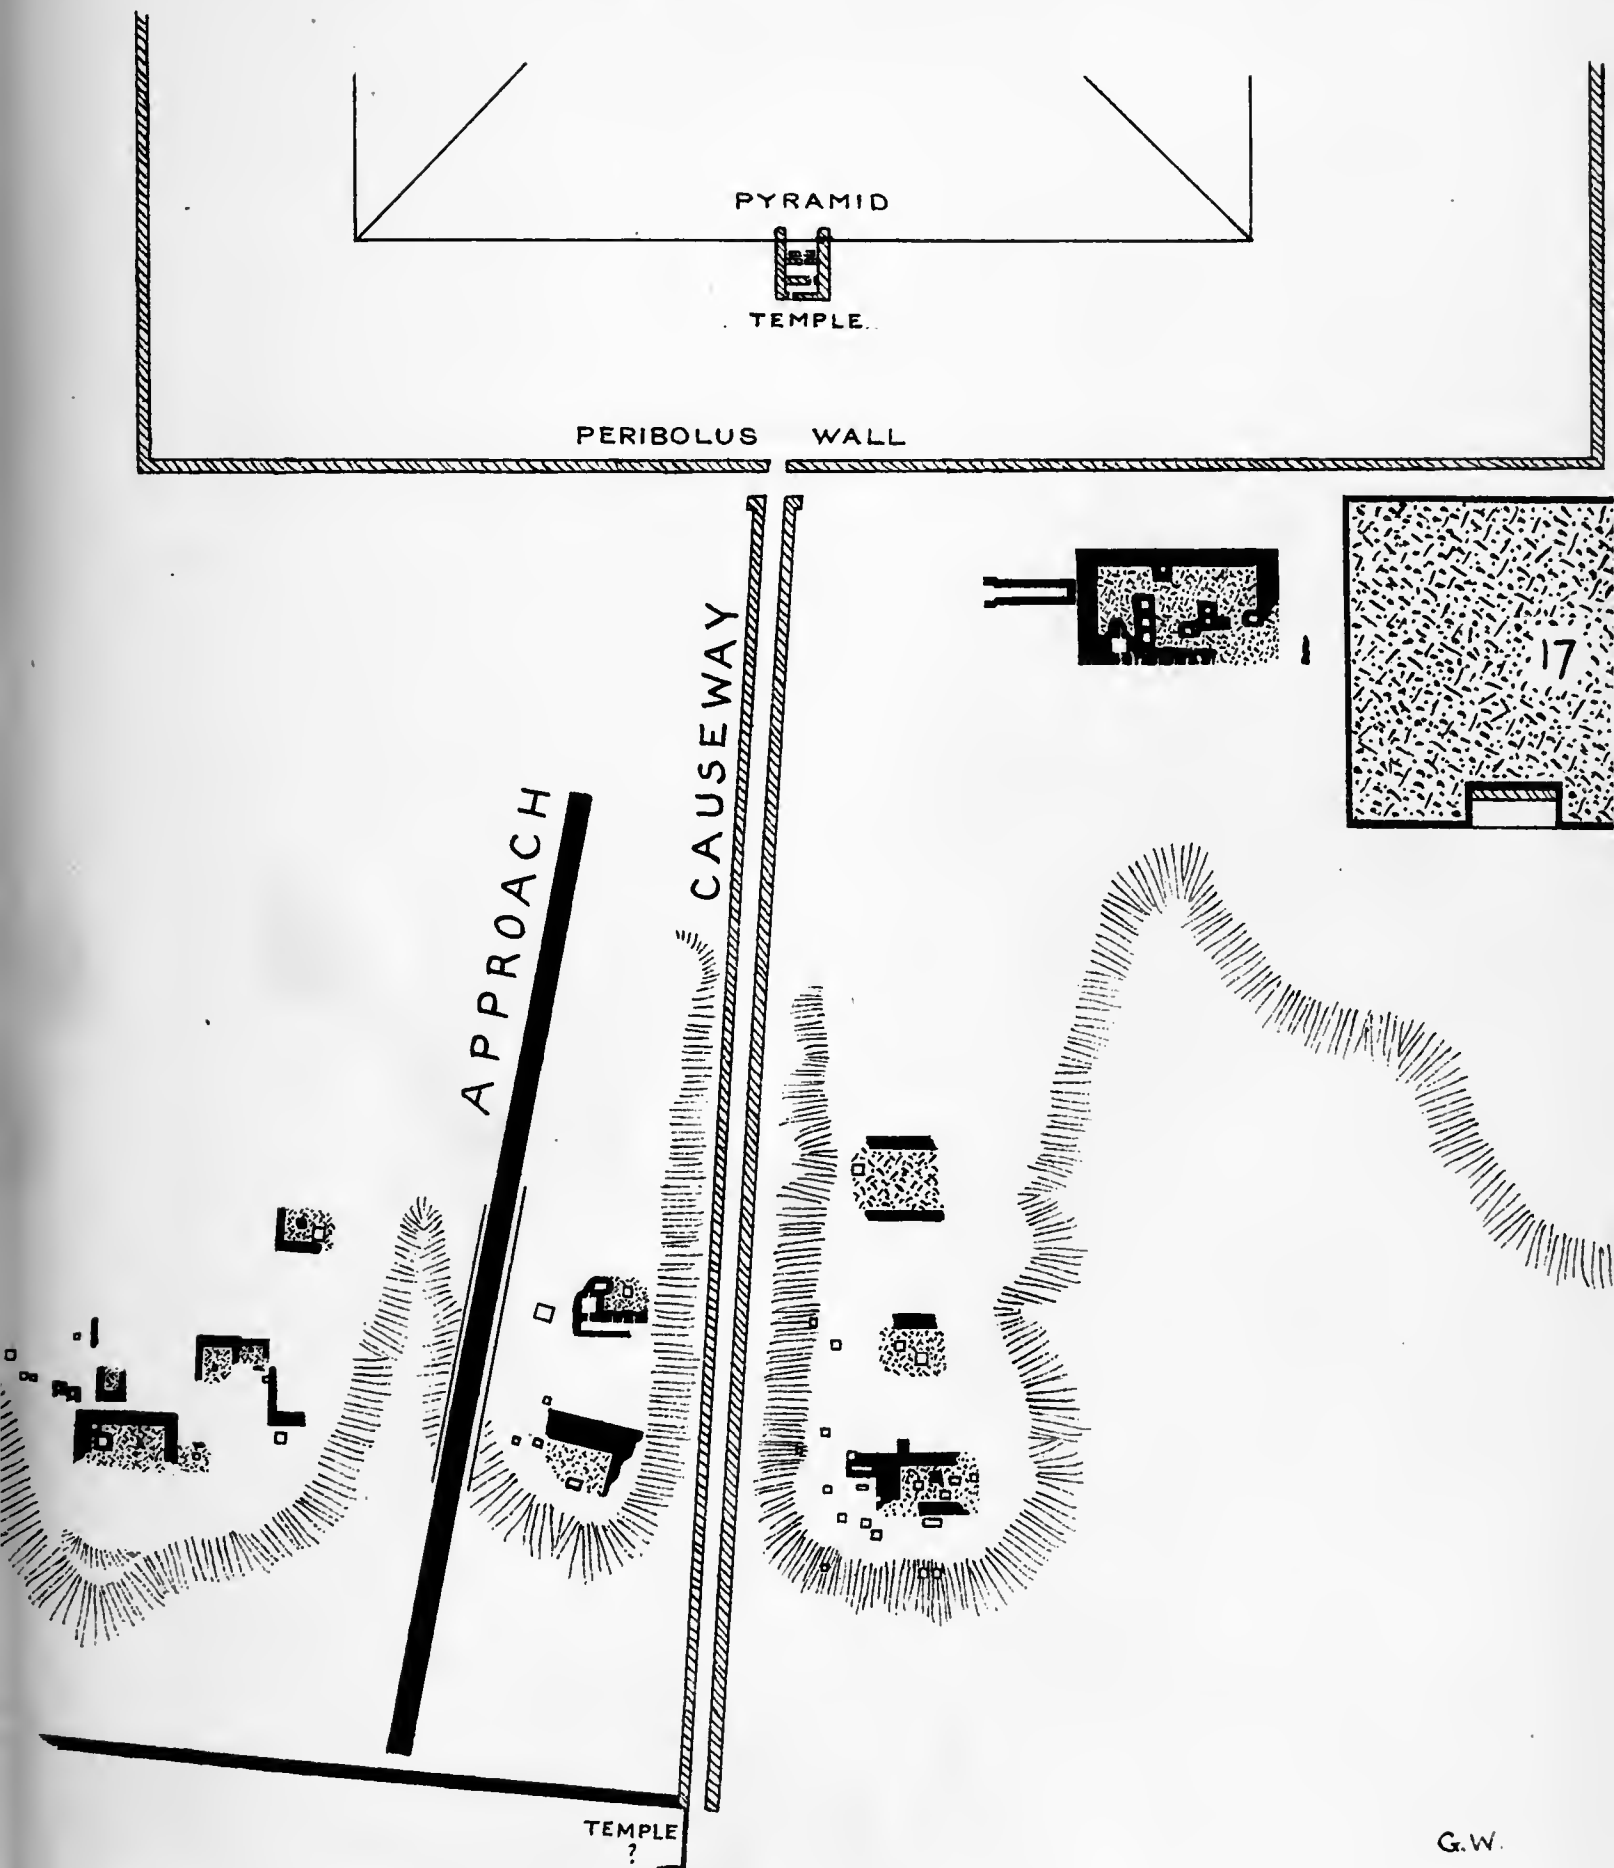 PYRAMID
TEMPLE
PERIBOLUS WALL
CAUSEWAY
17
APPROACH
TEMPLE
?
G.W.